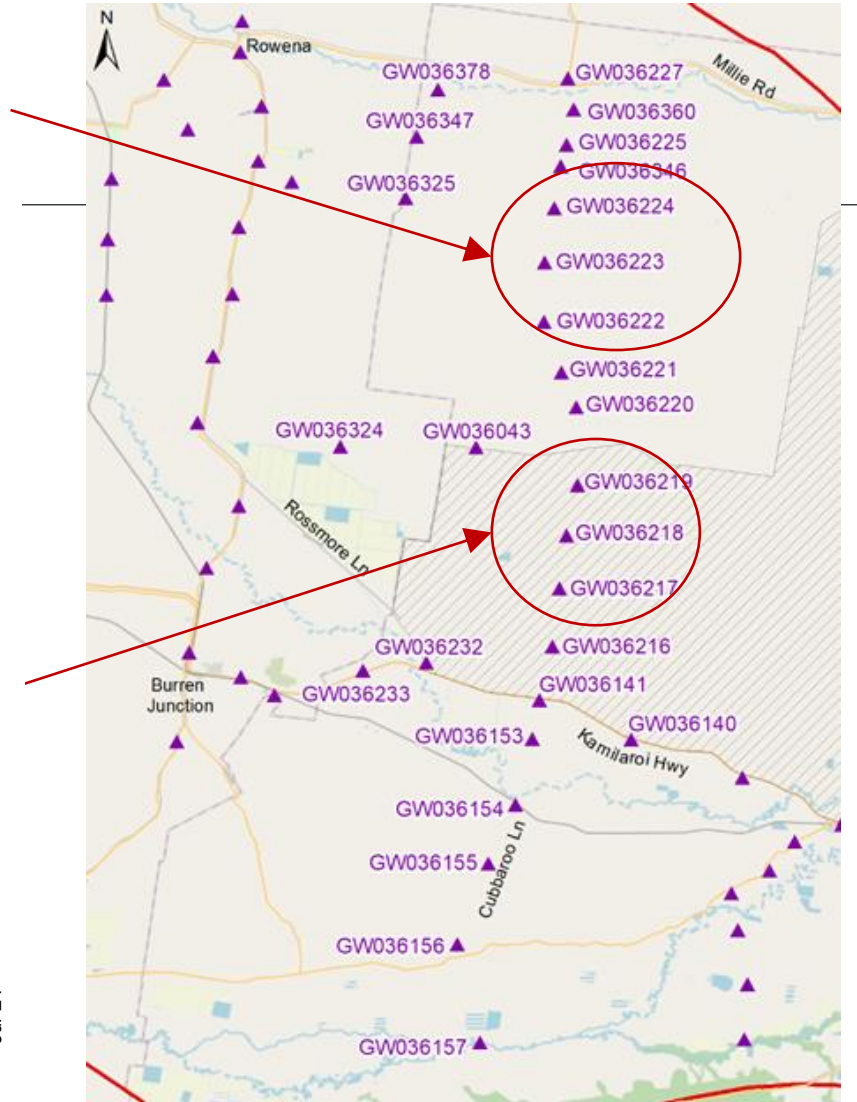 N
Rowena
Millie Rd
GW036378
GW036227
GW036360
GW036347
GW036225
GW036346
GW036325
GW036224
GW036223
GW036222
GW036221
GW036220
GW036324
GW036043
GW036219
Rossmore Ln
GW036218
GW036217
GW036232
GW036216
Burren
Junction
GW036233
GW036141
GW036153
GW036140
Kamilaroi Hwy
GW036154
Cubbaroo Ln
GW036155
GW036156
GW036157